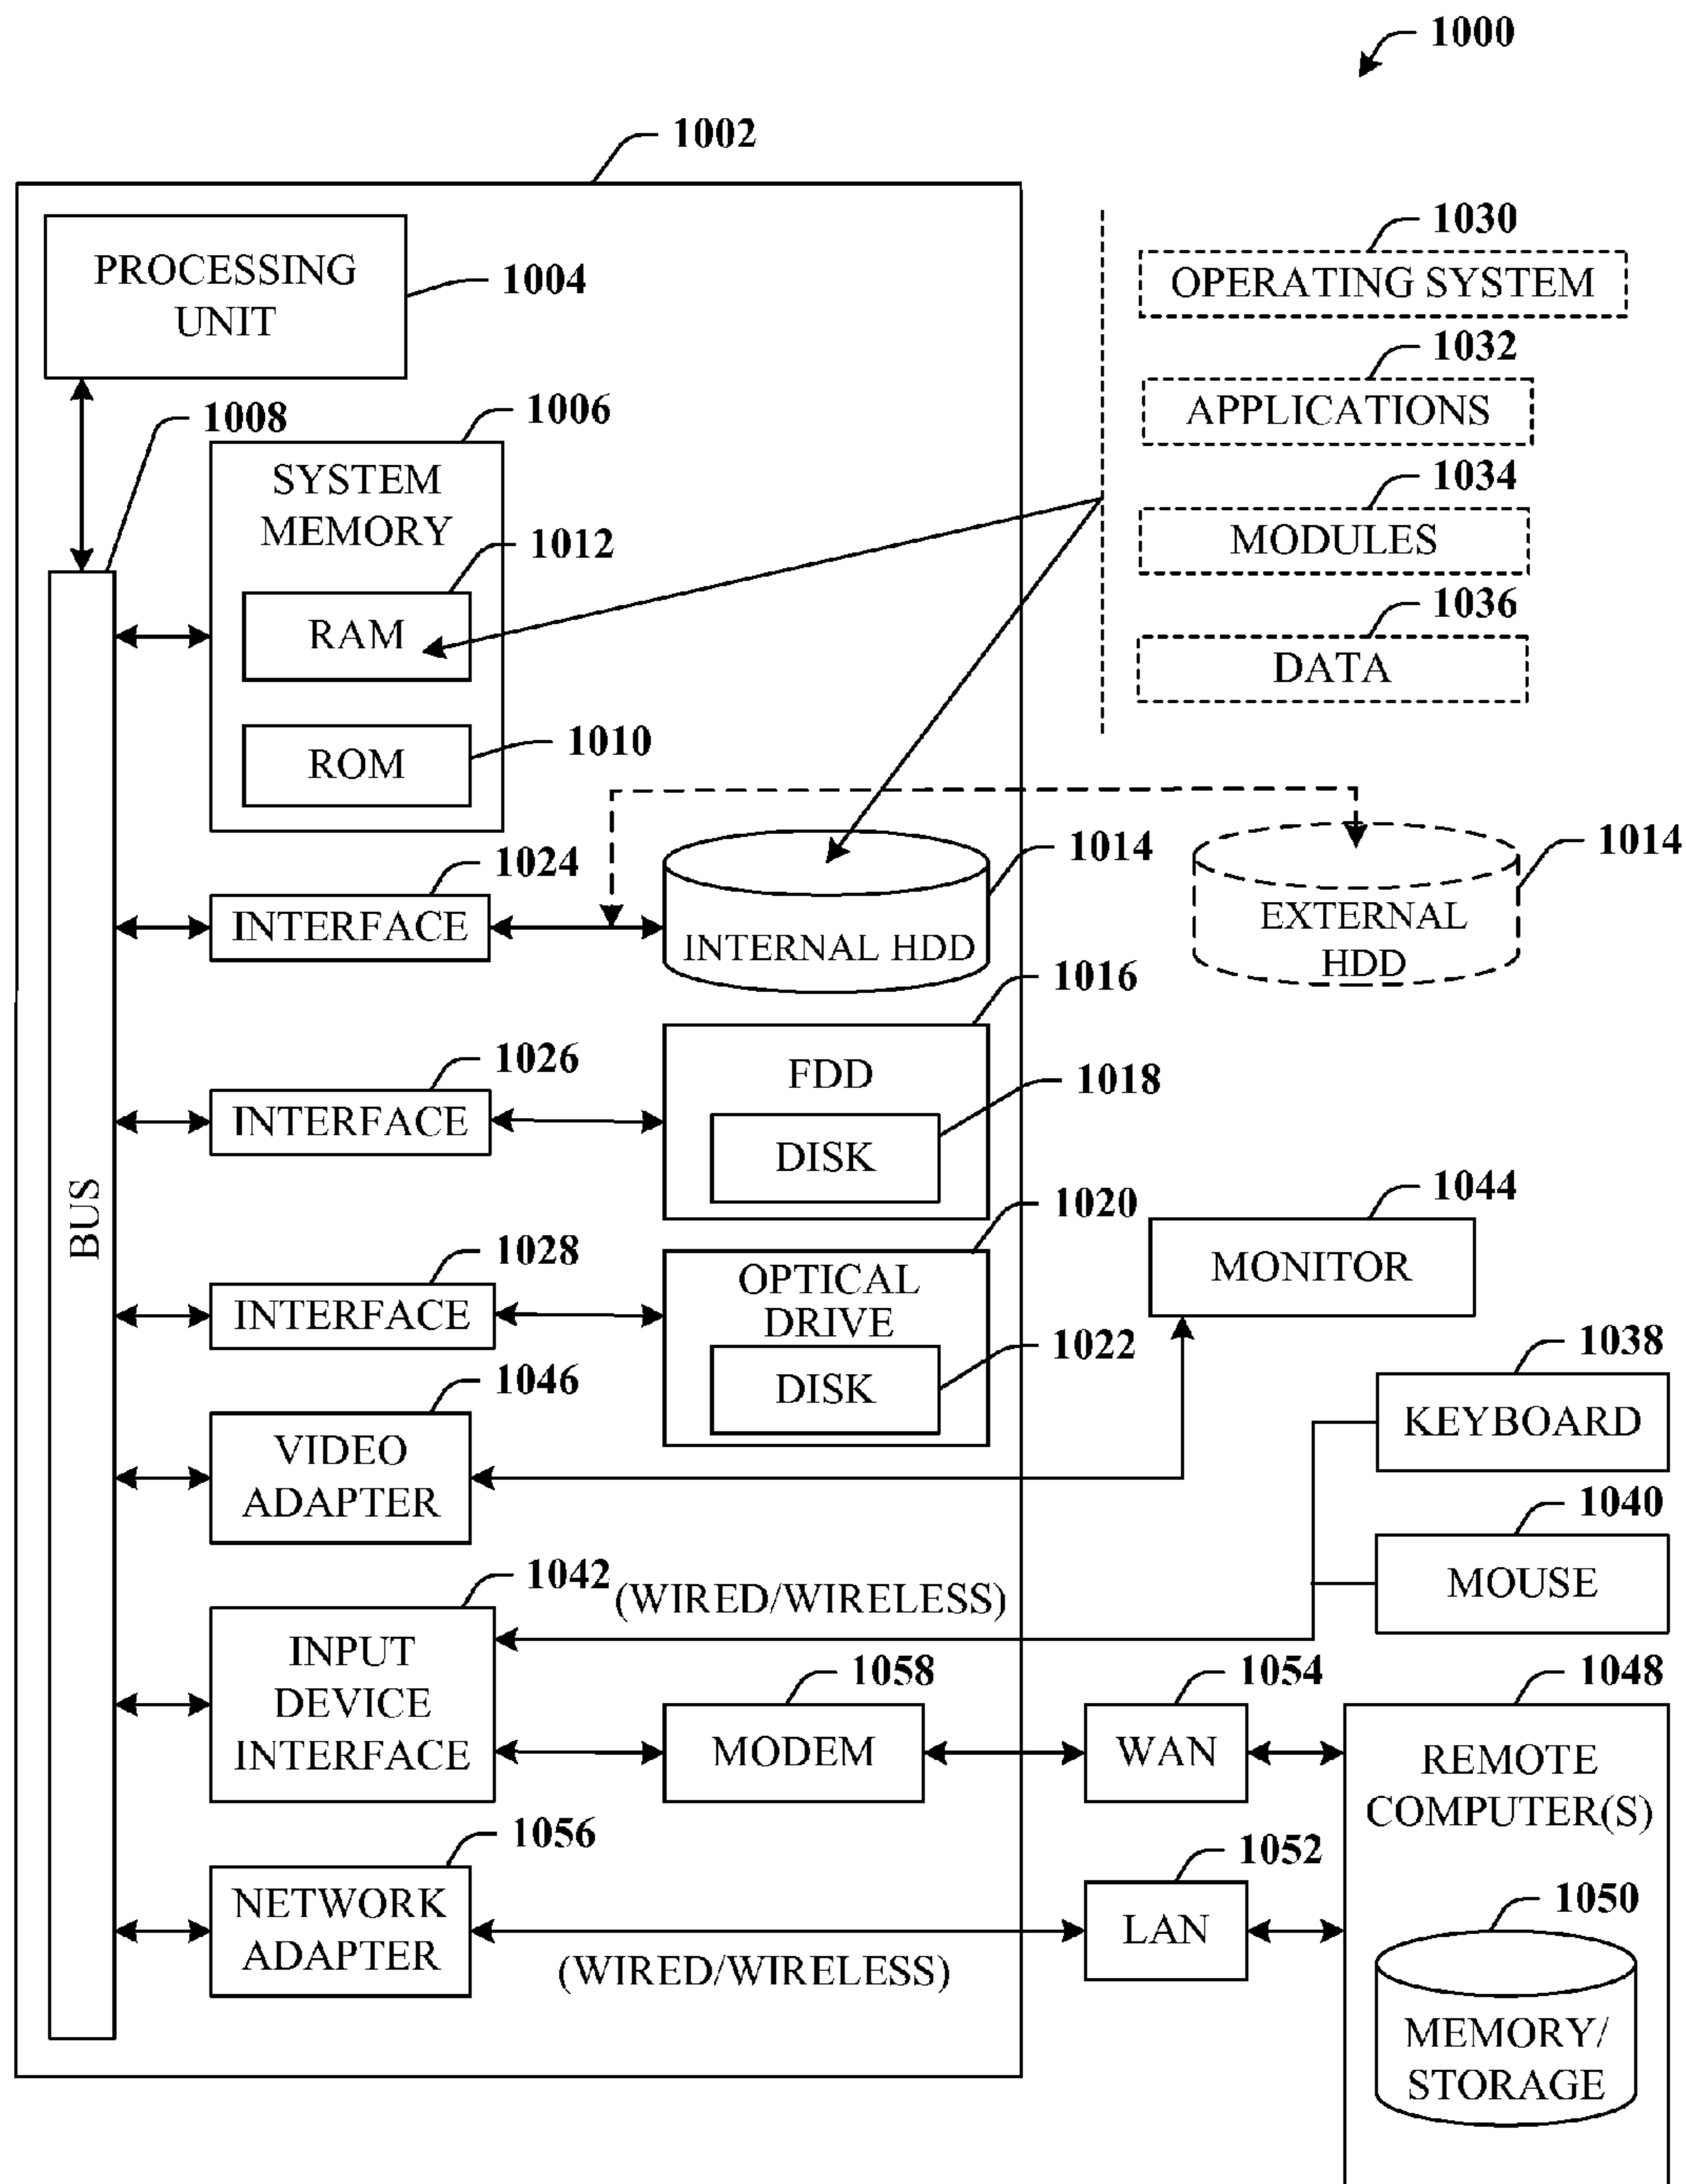 1000
1002
PROCESSING
UNIT
1004
1030
OPERATING SYSTEM
1032
APPLICATIONS
1034
MODULES
1036
DATA
1008
1006
SYSTEM
MEMORY
1012
RAM
1010
ROM
1024
INTERFACE
1014
INTERNAL HDD
1014
EXTERNAL
HDD
1016
FDD
1018
DISK
1026
INTERFACE
BUS
1020
OPTICAL
DRIVE
1022
DISK
1028
INTERFACE
1044
MONITOR
1046
VIDEO
ADAPTER
1038
KEYBOARD
1040
MOUSE
1042
(WIRED/WIRELESS)
INPUT
DEVICE
INTERFACE
1058
MODEM
1054
WAN
1048
REMOTE
COMPUTER(S)
1056
NETWORK
ADAPTER
(WIRED/WIRELESS)
1052
LAN
1050
MEMORY/
STORAGE